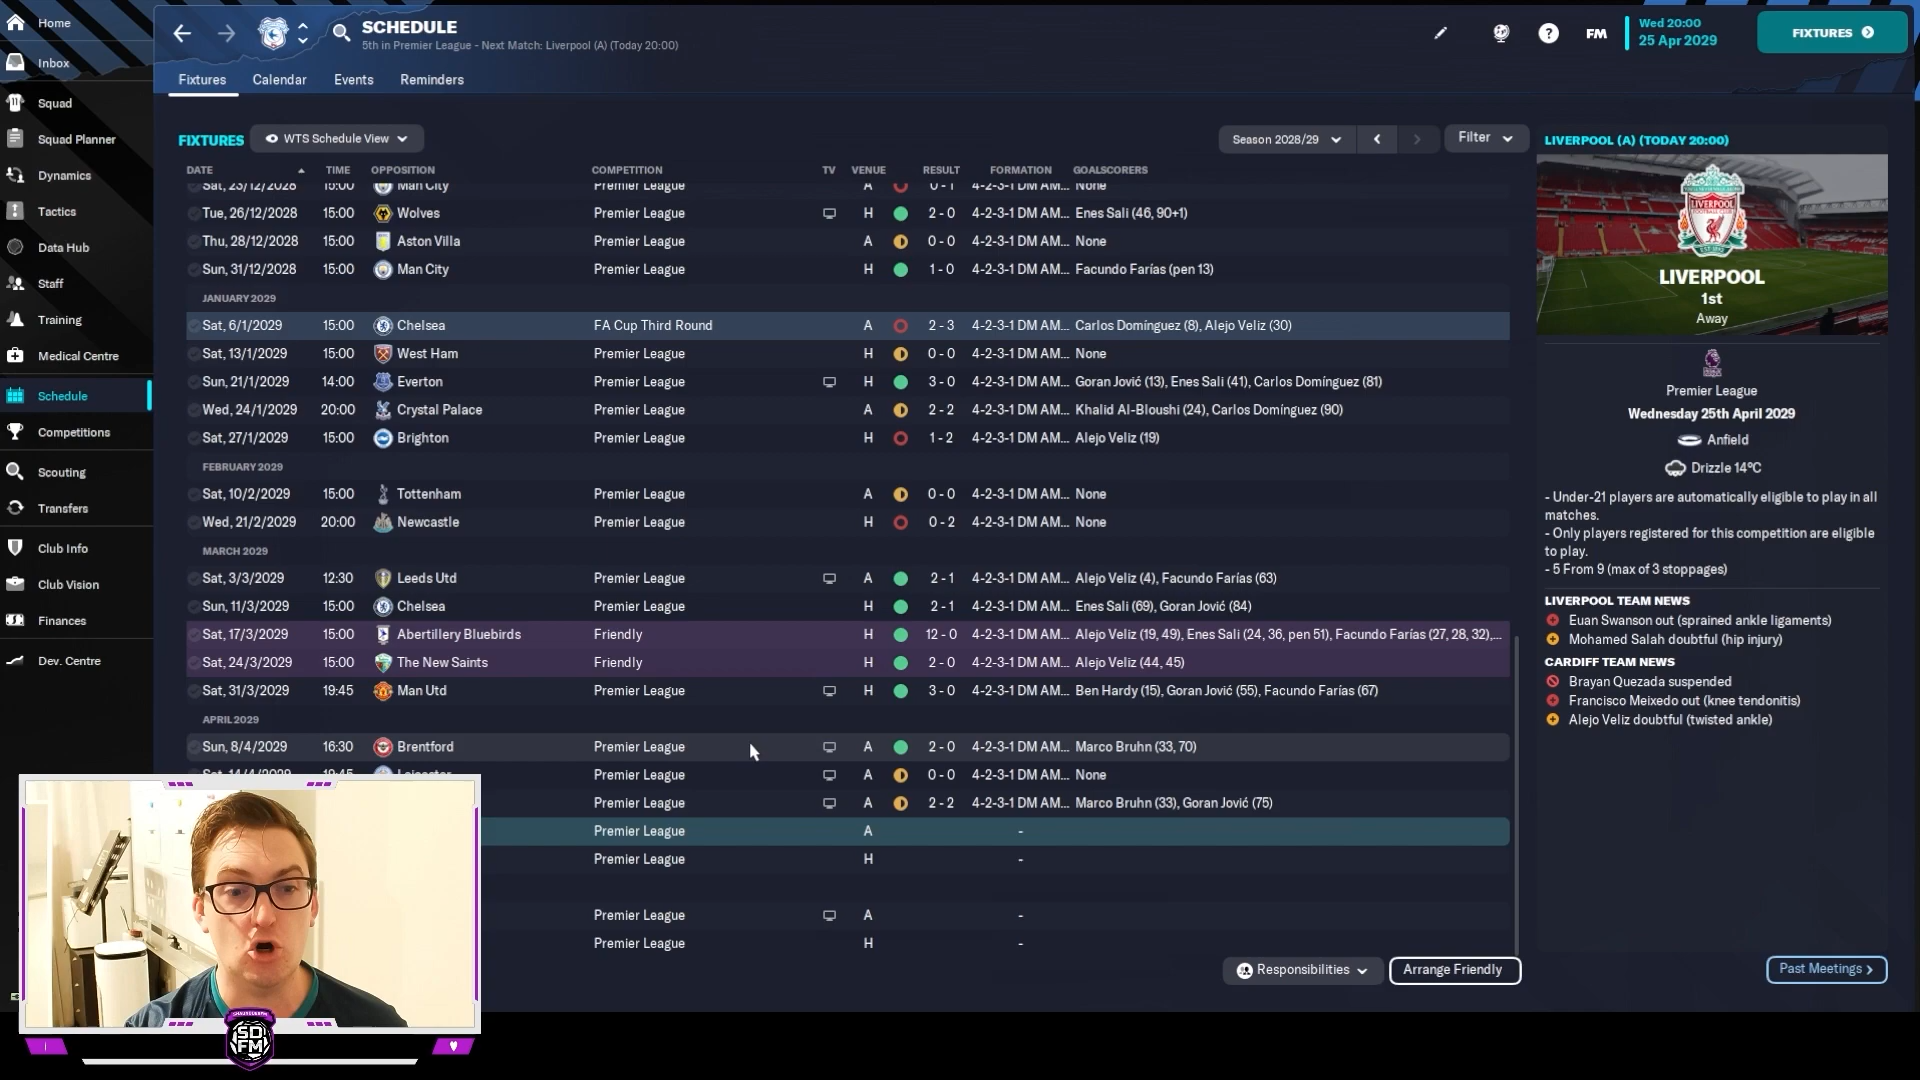 Home
SCHEDULE
5th in Premier League - Next Match: Liverpool (A) (Today 20:00)
FM
Wed 20:00
25 Apr 2029
FIXTURES
Inbox
Fixtures Calendar Events Reminders
Squad
Squad Planner
Dynamics
Tactics
Data Hub
Staff
Training
Medical Centre
Schedule
Competitions
Scouting
Transfers
Club Info
Club Vision
Finances
Dev. Centre
FIXTURES WTS Schedule View Season 2028/29 Filter
DATE TIME OPPOSITION COMPETITION TV VENUE RESULT FORMATION GOALSCORERS
Sat, 23/12/2028 15:00 Man City Premier League A 0 - 1 4-2-3-1 DM AM... None
Tue, 26/12/2028 15:00 Wolves Premier League H 2 - 0 4-2-3-1 DM AM... Enes Sali (46, 90+1)
Thu, 28/12/2028 15:00 Aston Villa Premier League A 0 - 0 4-2-3-1 DM AM... None
Sun, 31/12/2028 15:00 Man City Premier League H 1 - 0 4-2-3-1 DM AM... Facundo Farías (pen 13)
JANUARY 2029
Sat, 6/1/2029 15:00 Chelsea FA Cup Third Round A 2 - 3 4-2-3-1 DM AM... Carlos Domínguez (8), Alejo Veliz (30)
Sat, 13/1/2029 15:00 West Ham Premier League H 0 - 0 4-2-3-1 DM AM... None
Sun, 21/1/2029 14:00 Everton Premier League H 3 - 0 4-2-3-1 DM AM... Goran Jović (13), Enes Sali (41), Carlos Domínguez (81)
Wed, 24/1/2029 20:00 Crystal Palace Premier League A 2 - 2 4-2-3-1 DM AM... Khalid Al-Bloushi (24), Carlos Domínguez (90)
Sat, 27/1/2029 15:00 Brighton Premier League H 1 - 2 4-2-3-1 DM AM... Alejo Veliz (19)
FEBRUARY 2029
Sat, 10/2/2029 15:00 Tottenham Premier League A 0 - 0 4-2-3-1 DM AM... None
Wed, 21/2/2029 20:00 Newcastle Premier League H 0 - 2 4-2-3-1 DM AM... None
MARCH 2029
Sat, 3/3/2029 12:30 Leeds Utd Premier League A 2 - 1 4-2-3-1 DM AM... Alejo Veliz (4), Facundo Farías (63)
Sun, 11/3/2029 15:00 Chelsea Premier League H 2 - 1 4-2-3-1 DM AM... Enes Sali (69), Goran Jović (84)
Sat, 17/3/2029 15:00 Abertillery Bluebirds Friendly H 12 - 0 4-2-3-1 DM AM... Alejo Veliz (19, 49), Enes Sali (24, 36, pen 51), Facundo Farías (27, 28, 32),...
Sat, 24/3/2029 15:00 The New Saints Friendly H 2 - 0 4-2-3-1 DM AM... Alejo Veliz (44, 45)
Sat, 31/3/2029 19:45 Man Utd Premier League H 3 - 0 4-2-3-1 DM AM... Ben Hardy (15), Goran Jović (55), Facundo Farías (67)
APRIL 2029
Sun, 8/4/2029 16:30 Brentford Premier League A 2 - 0 4-2-3-1 DM AM... Marco Bruhn (33, 70)
Sat, 14/4/2029 19:45 Leicester Premier League A 0 - 0 4-2-3-1 DM AM... None
Premier League A 2 - 2 4-2-3-1 DM AM... Marco Bruhn (33), Goran Jović (75)
Premier League A -
Premier League H -
Premier League A -
Premier League H -
Responsibilities Arrange Friendly
LIVERPOOL (A) (TODAY 20:00)
LIVERPOOL
1st
Away
Premier League
Wednesday 25th April 2029
Anfield
Drizzle 14ºC
- Under-21 players are automatically eligible to play in all
matches.
- Only players registered for this competition are eligible
to play.
- 5 From 9 (max of 3 stoppages)
LIVERPOOL TEAM NEWS
Euan Swanson out (sprained ankle ligaments)
Mohamed Salah doubtful (hip injury)
CARDIFF TEAM NEWS
Brayan Quezada suspended
Francisco Meixedo out (knee tendonitis)
Alejo Veliz doubtful (twisted ankle)
Past Meetings
SD
FM